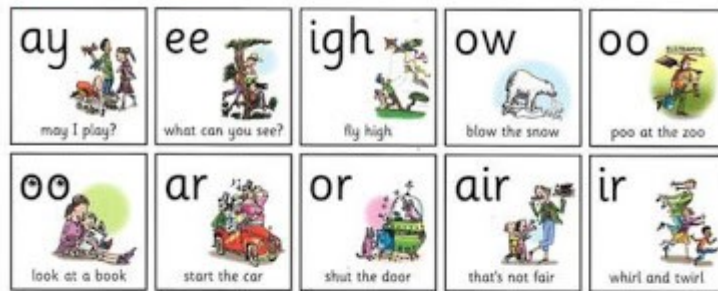 ay
may I play?
ee
what can you see?
igh
fly high
ow
blow the snow
oo
poo at the zoo
oo
look at a book
ar
start the car
or
shut the door
air
that's not fair
ir
whirl and twirl